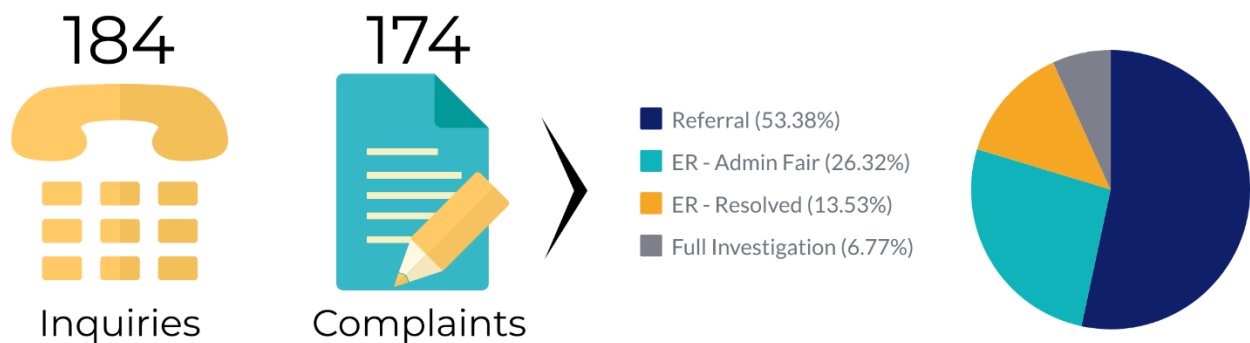 184
Inquiries
174
Complaints
Referral (53.38%)
ER - Admin Fair (26.32%)
ER - Resolved (13.53%)
Full Investigation (6.77%)